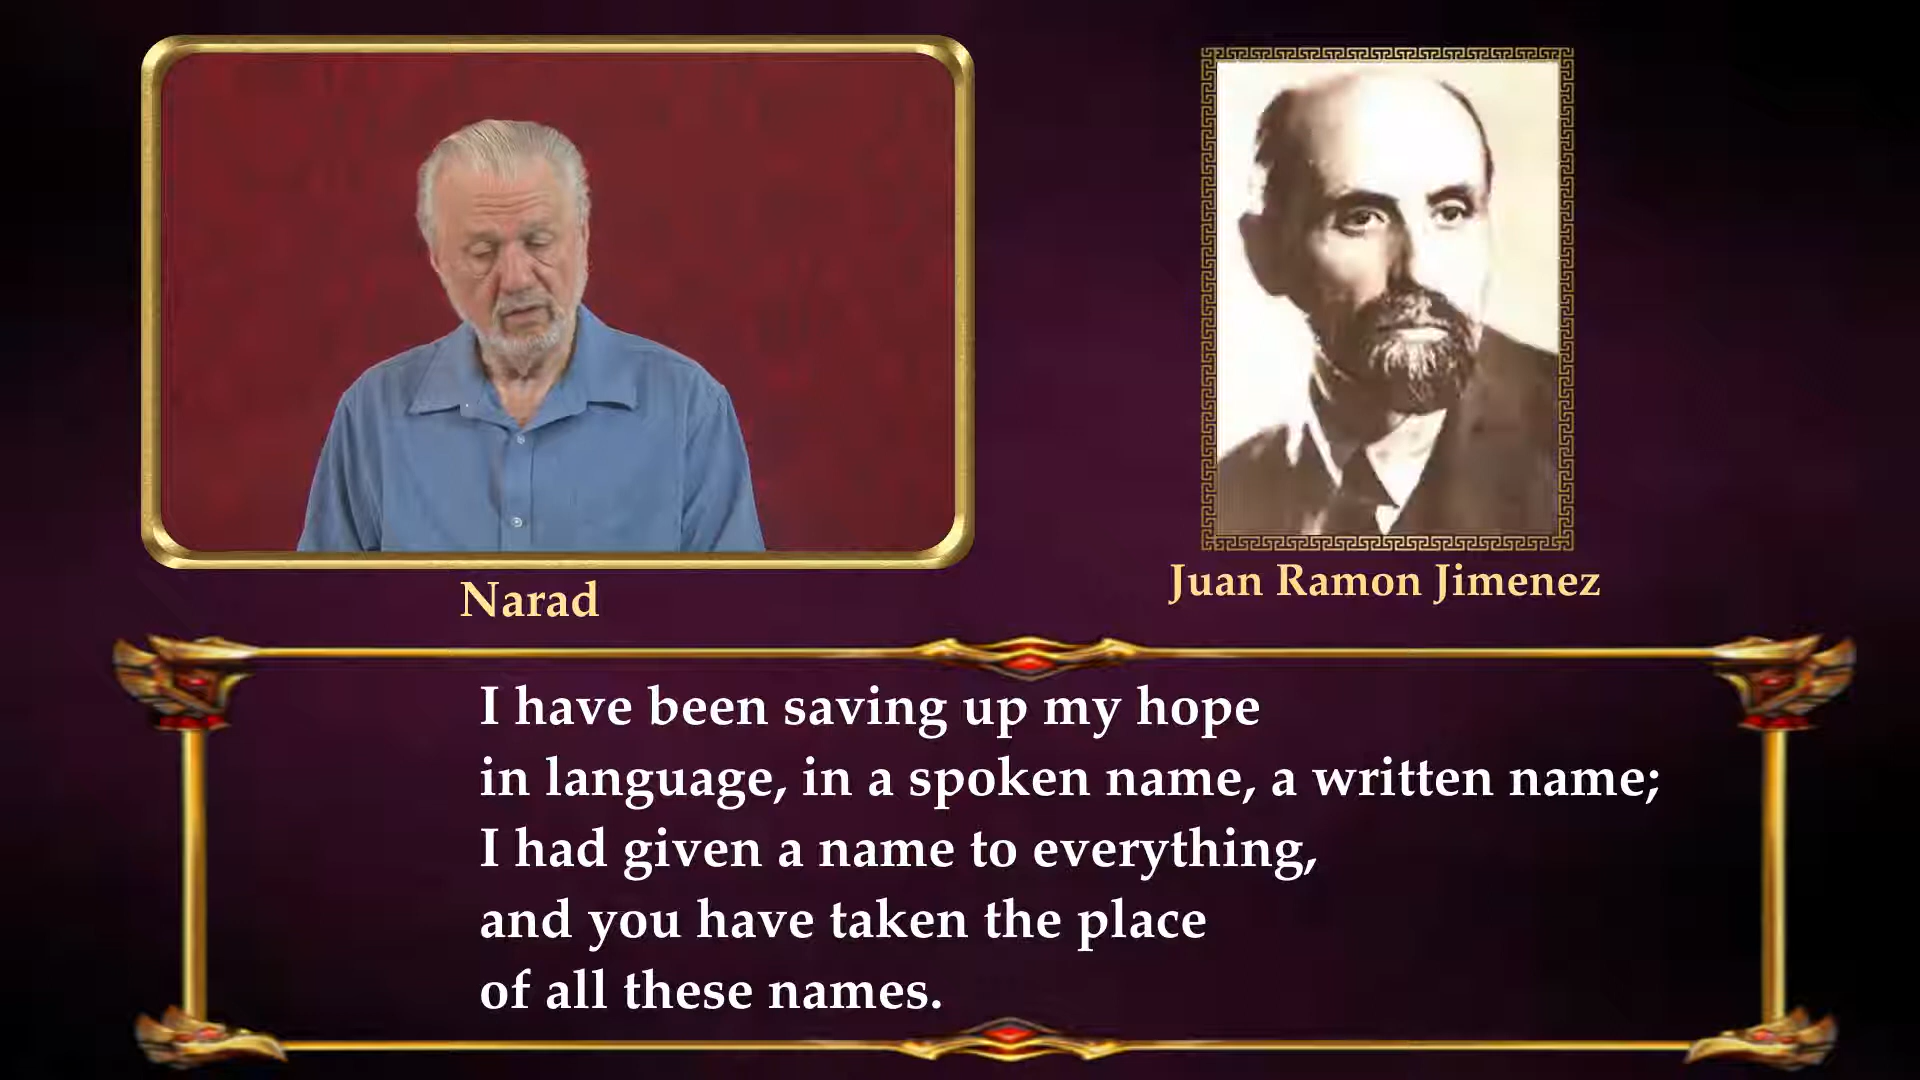 Narad
Juan Ramon Jimenez
I have been saving up my hope
in language, in a spoken name, a written name;
I had given a name to everything,
and you have taken the place
of all these names.